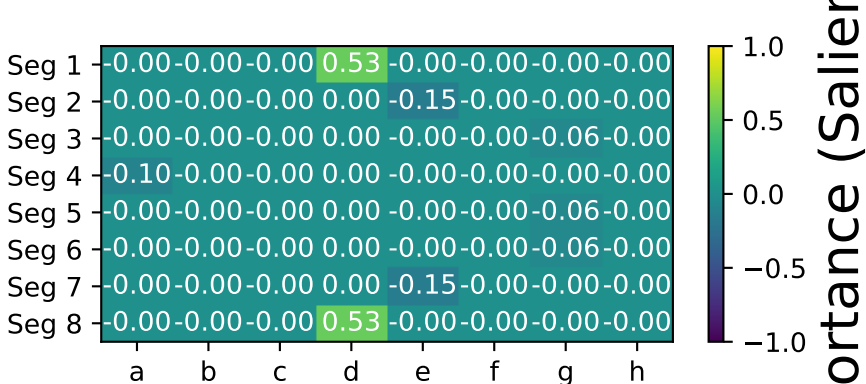 Seg 1 -0.00 -0.00 -0.00 0.53 -0.00 -0.00 -0.00 -0.00
Seg 2 -0.00 -0.00 -0.00 0.00 -0.15 -0.00 -0.00 -0.00
Seg 3 -0.00 -0.00 -0.00 0.00 -0.00 -0.00 -0.06 -0.00
Seg 4 -0.10 -0.00 -0.00 0.00 -0.00 -0.00 -0.00 -0.00
Seg 5 -0.00 -0.00 -0.00 0.00 -0.00 -0.00 -0.06 -0.00
Seg 6 -0.00 -0.00 -0.00 0.00 -0.00 -0.00 -0.06 -0.00
Seg 7 -0.00 -0.00 -0.00 0.00 -0.15 -0.00 -0.00 -0.00
Seg 8 -0.00 -0.00 -0.00 0.53 -0.00 -0.00 -0.00 -0.00
a b c d e f g h
1.0
0.5
0.0
−0.5
−1.0
ortance (Salien